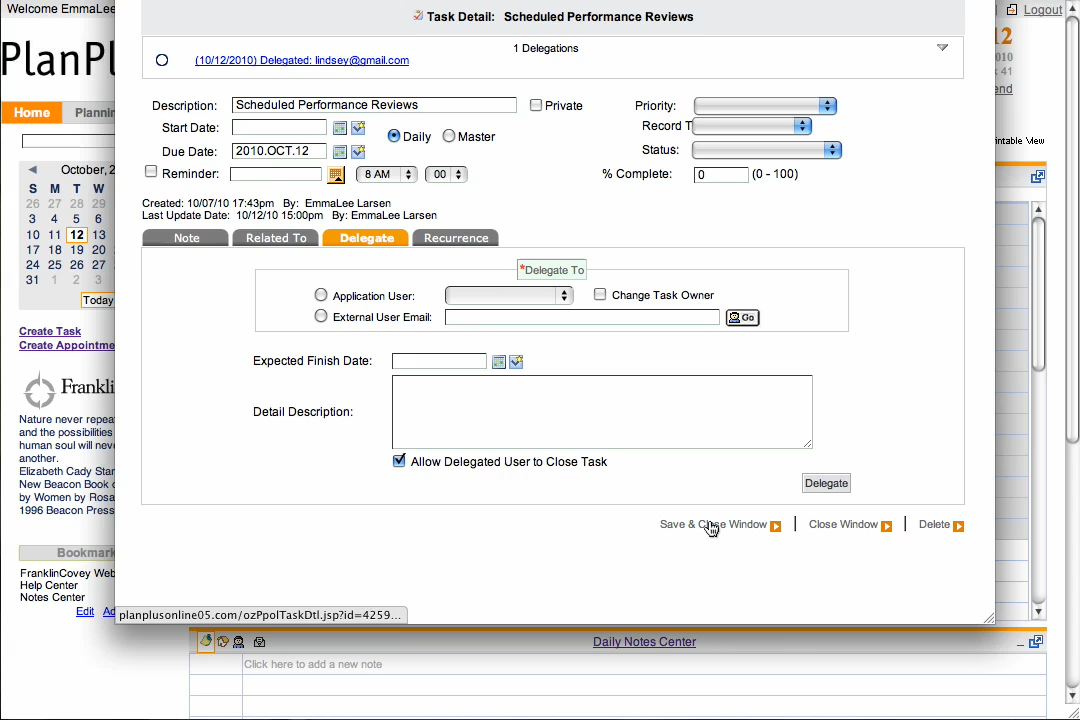 Welcome EmmaLee
Task Detail: Scheduled Performance Reviews
Logout
12
2010
k 41
end
PlanPl
1 Delegations
(10/12/2010) Delegated: lindsey@gmail.com
Home
Plannin
Description: Scheduled Performance Reviews
Private
Priority:
Start Date:
Daily
Master
Record T
Due Date: 2010.OCT.12
Status:
Reminder:
8 AM
00
% Complete: 0 (0 - 100)
intable View
October, 2
S M T W
26 27 28 29
3 4 5 6
10 11 12 13
17 18 19 20
24 25 26 27
31 1 2 3
Today
Created: 10/07/10 17:43pm By: EmmaLee Larsen
Last Update Date: 10/12/10 15:00pm By: EmmaLee Larsen
Note
Related To
Delegate
Recurrence
*Delegate To
Application User:
Change Task Owner
External User Email:
Go
Create Task
Create Appointme
Expected Finish Date:
Detail Description:
Allow Delegated User to Close Task
Delegate
Save & Close Window
Close Window
Delete
Frankli
Nature never repea
and the possibilities
human soul will neve
another.
Elizabeth Cady Stan
New Beacon Book o
by Women by Rosa
1996 Beacon Press
Bookmark
FranklinCovey Web
Help Center
Notes Center
Edit
Ad
planplusonline05.com/ozPpolTaskDtl.jsp?id=4259...
Daily Notes Center
Click here to add a new note